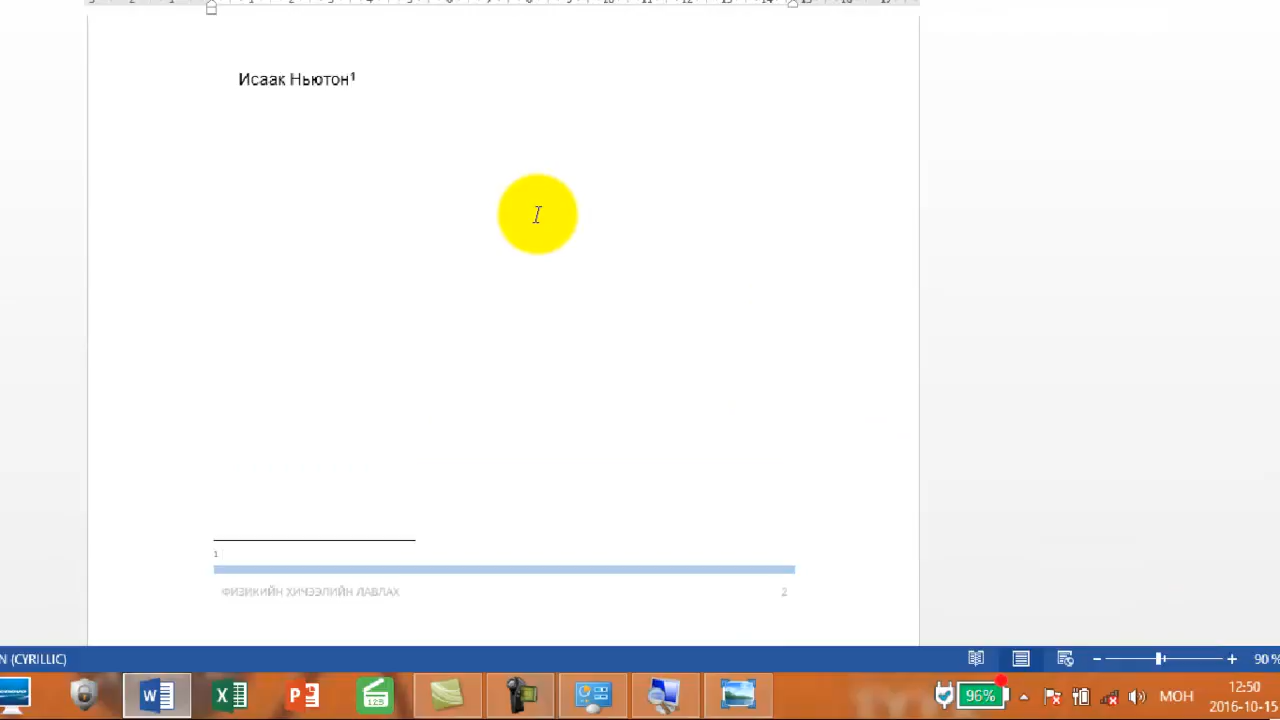 Исаак Ньютон¹
1
ФИЗИКИЙН ХИЧЭЭЛИЙН ЛАВЛАХ 2
N (CYRILLIC) 90 %
96% МОН 12:50
2016-10-15